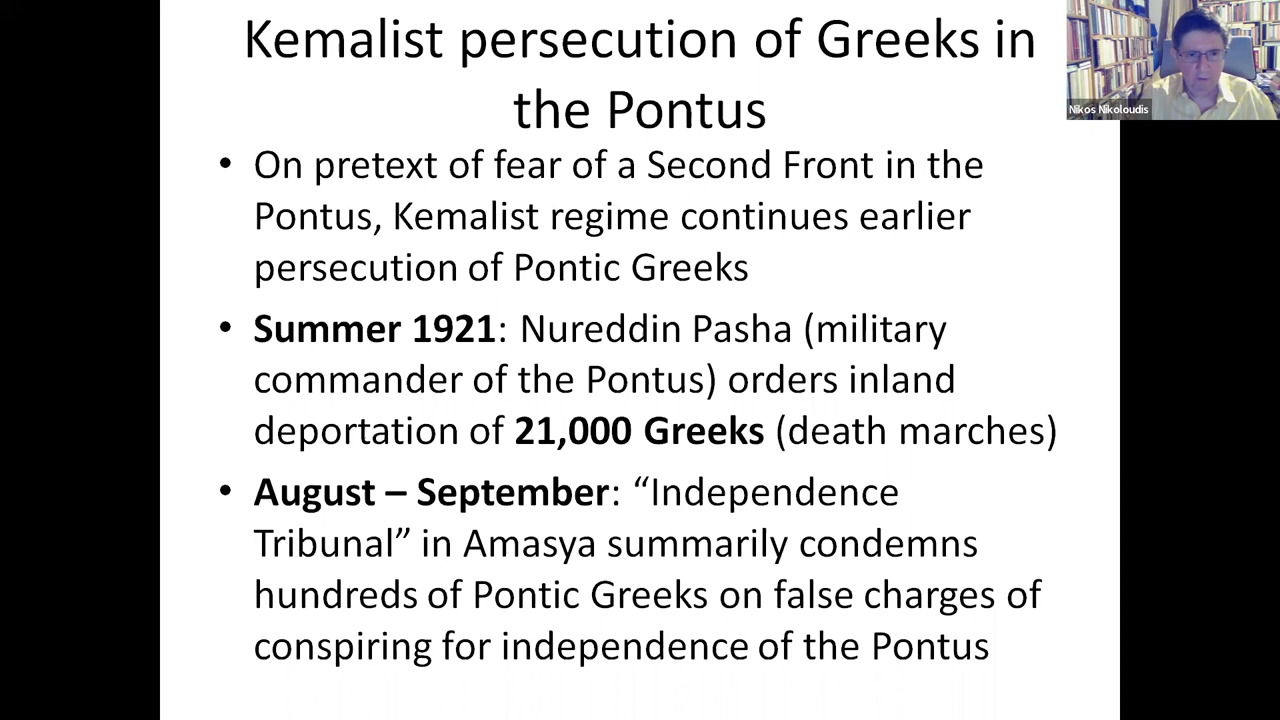 Kemalist persecution of Greeks in
the Pontus
Nikos Nikoloudis
• On pretext of fear of a Second Front in the
Pontus, Kemalist regime continues earlier
persecution of Pontic Greeks
• Summer 1921: Nureddin Pasha (military
commander of the Pontus) orders inland
deportation of 21,000 Greeks (death marches)
• August – September: “Independence
Tribunal” in Amasya summarily condemns
hundreds of Pontic Greeks on false charges of
conspiring for independence of the Pontus